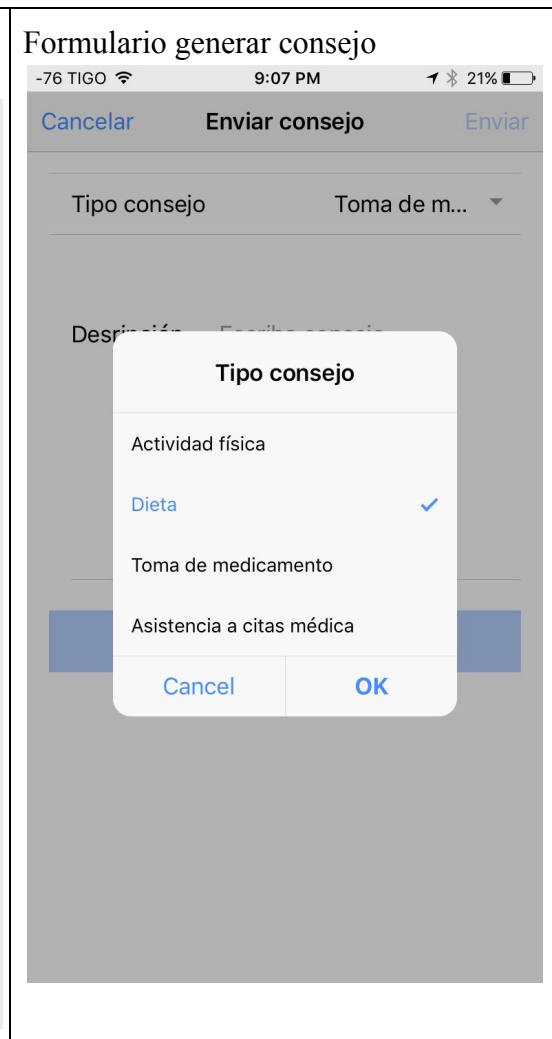 Formulario generar consejo
-76 TIGO 9:07 PM 21%
Cancelar Enviar consejo Enviar
Tipo consejo Toma de m...
Tipo consejo
Actividad física
Dieta
Toma de medicamento
Asistencia a citas médica
Cancel OK